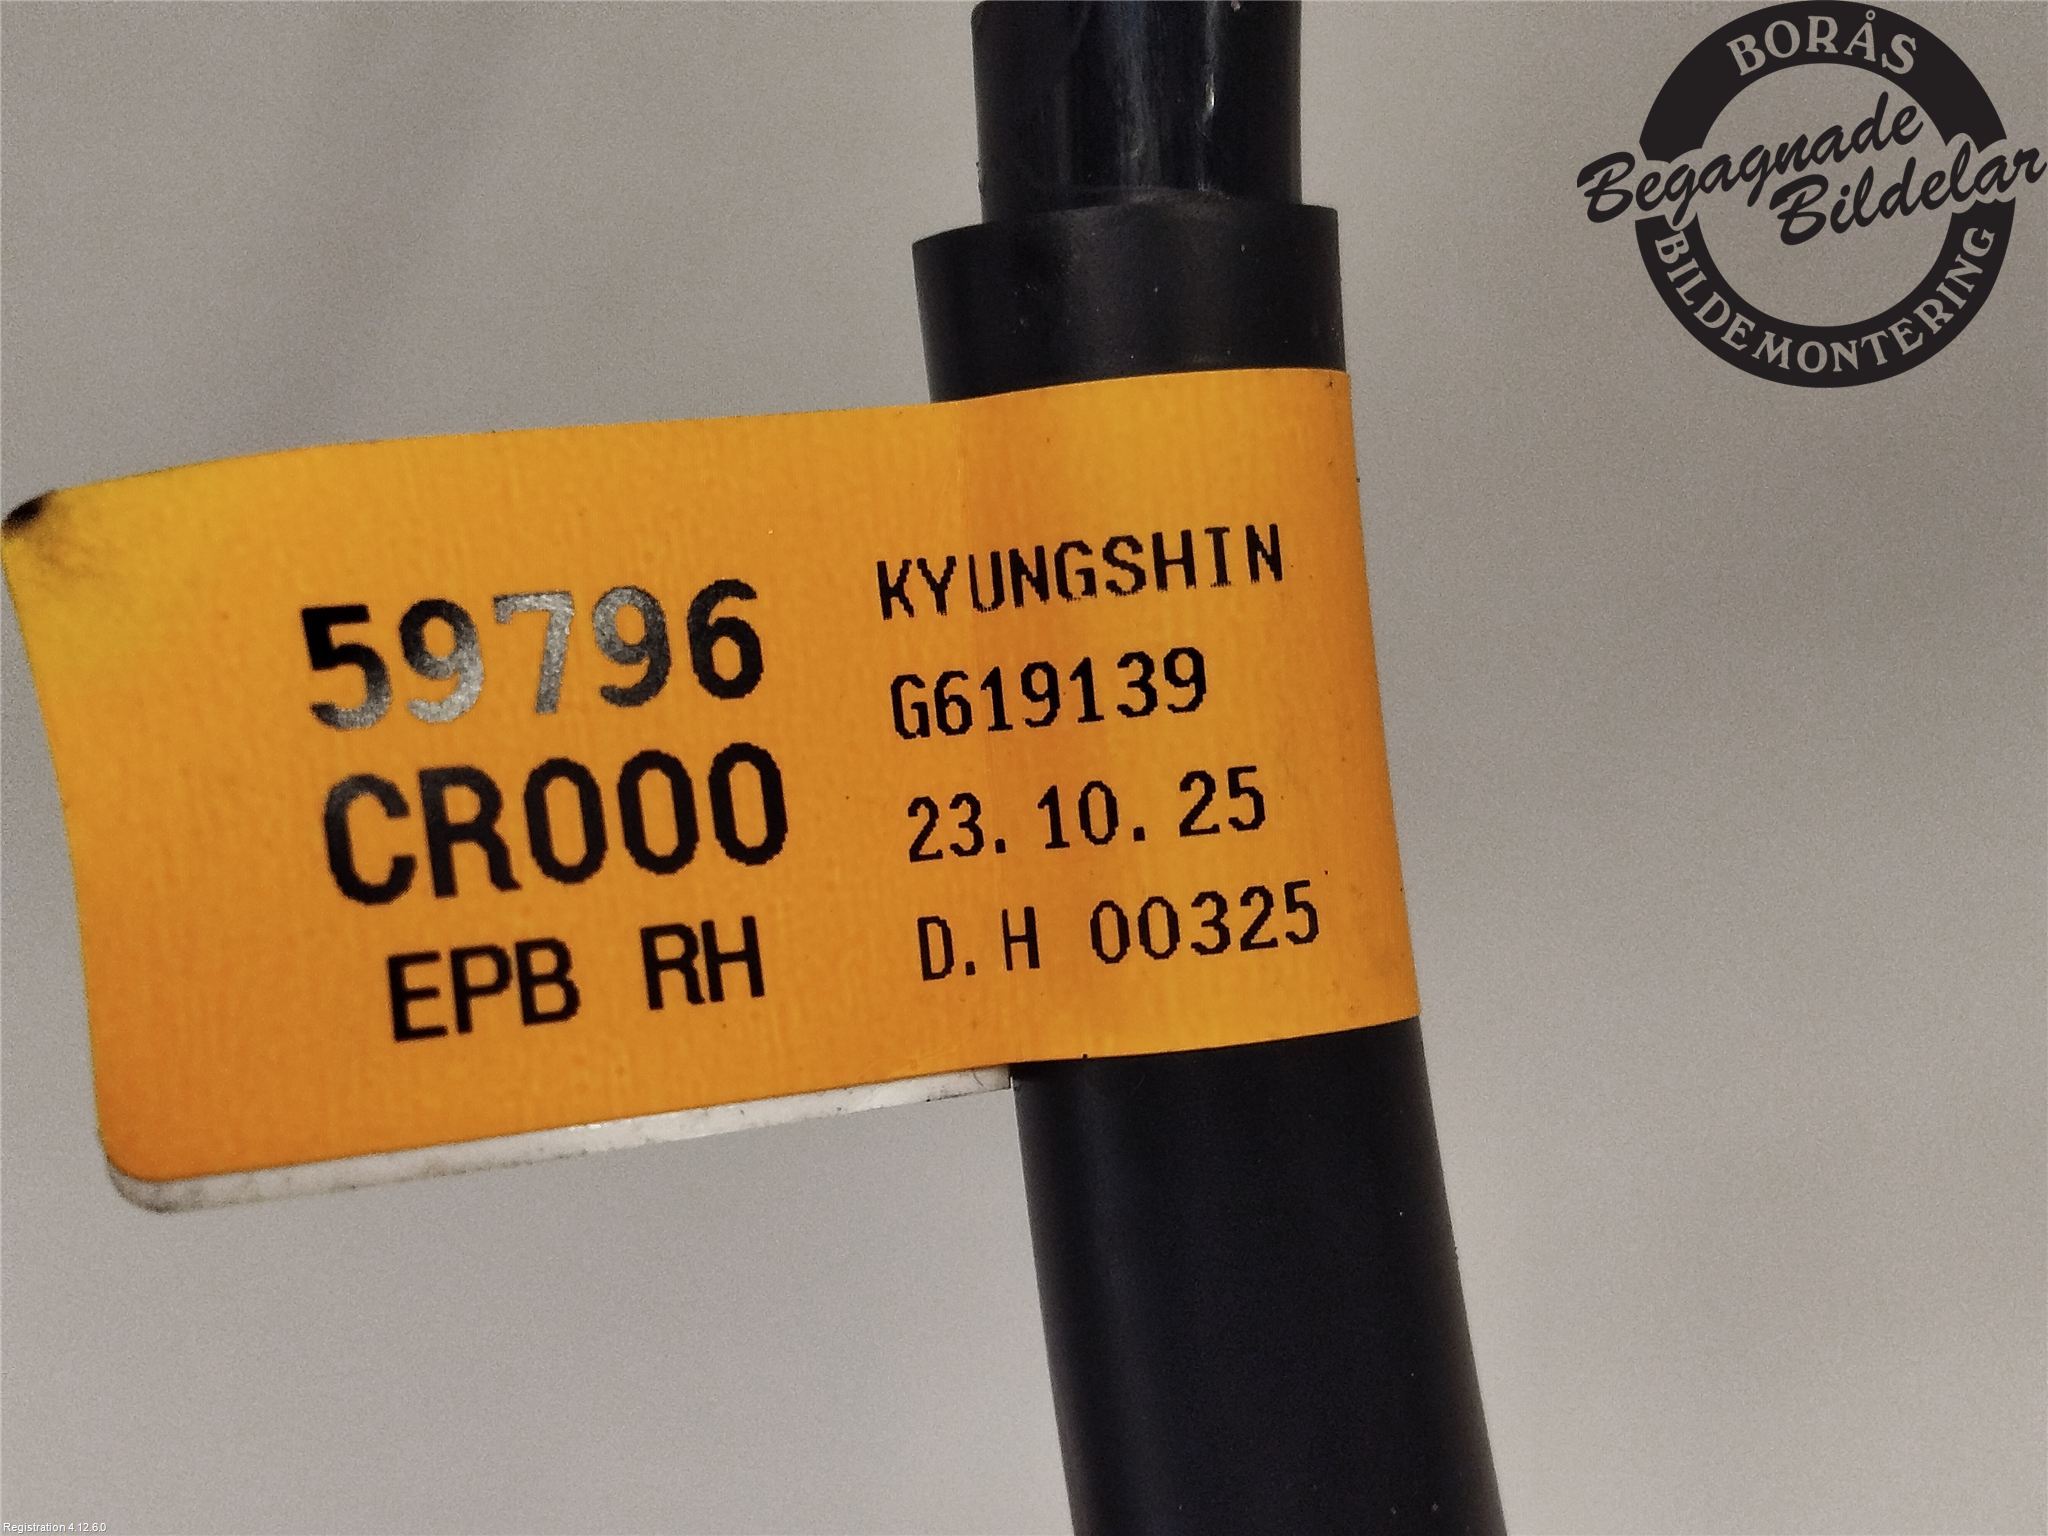 BORÅS
Begagnade
Bildelar
BILDEMONTERING
59796
CR000
EPB RH
KYUNGSHIN
G619139
23.10.25
D.H 00325
Registration 4.12.6.0